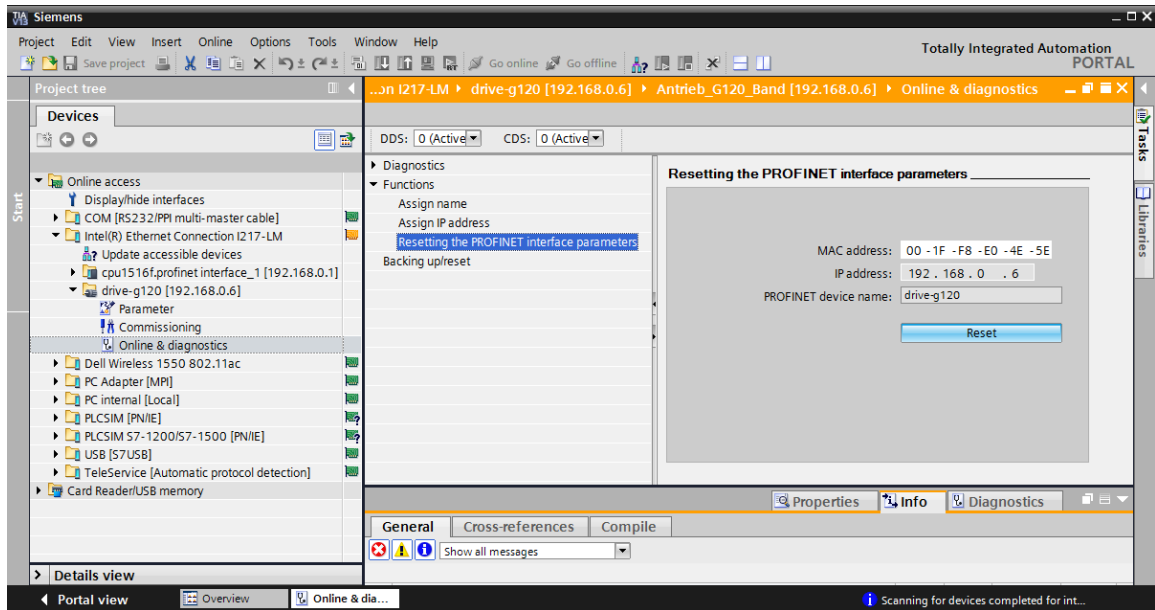 Siemens
Project Edit View Insert Online Options Tools Window Help
Totally Integrated Automation
PORTAL
Save project
Go online
Go offline
Project tree
Devices
Start
Online access
Display/hide interfaces
COM [RS232/PPI multi-master cable]
Intel(R) Ethernet Connection I217-LM
Update accessible devices
cpu1516f.profinet interface_1 [192.168.0.1]
drive-g120 [192.168.0.6]
Parameter
Commissioning
Online & diagnostics
Dell Wireless 1550 802.11ac
PC Adapter [MPI]
PC internal [Local]
PLCSIM [PN/IE]
PLCSIM S7-1200/S7-1500 [PN/IE]
USB [S7USB]
TeleService [Automatic protocol detection]
Card Reader/USB memory
Details view
...on I217-LM drive-g120 [192.168.0.6] Antrieb_G120_Band [192.168.0.6] Online & diagnostics
DDS: 0 (Active CDS: 0 (Active
Diagnostics
Functions
Assign name
Assign IP address
Resetting the PROFINET interface parameters
Backing up/reset
Resetting the PROFINET interface parameters
MAC address: 00 -1F -F8 -E0 -4E -5E
IP address: 192 . 168 . 0 . 6
PROFINET device name: drive-g120
Reset
Tasks
Libraries
Properties
Info
Diagnostics
General Cross-references Compile
Show all messages
Portal view
Overview
Online & dia...
Scanning for devices completed for int...